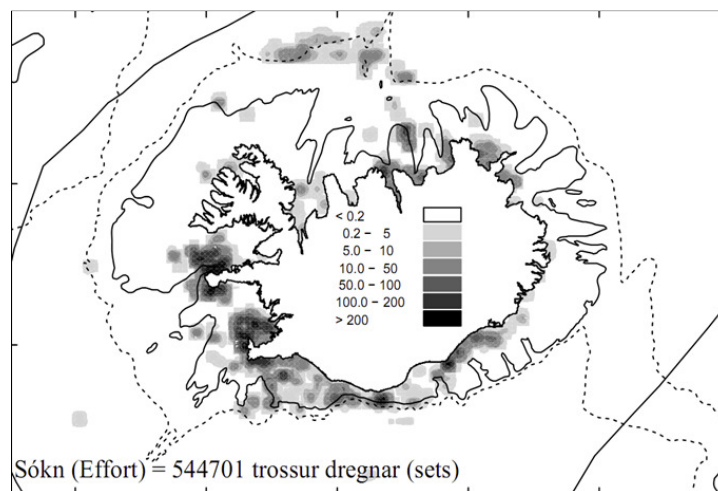 < 0.2
0.2 – 5
5.0 – 10
10.0 – 50
50.0 – 100
100.0 – 200
> 200
Sókn (Effort) = 544701 trossur dregnar (sets)